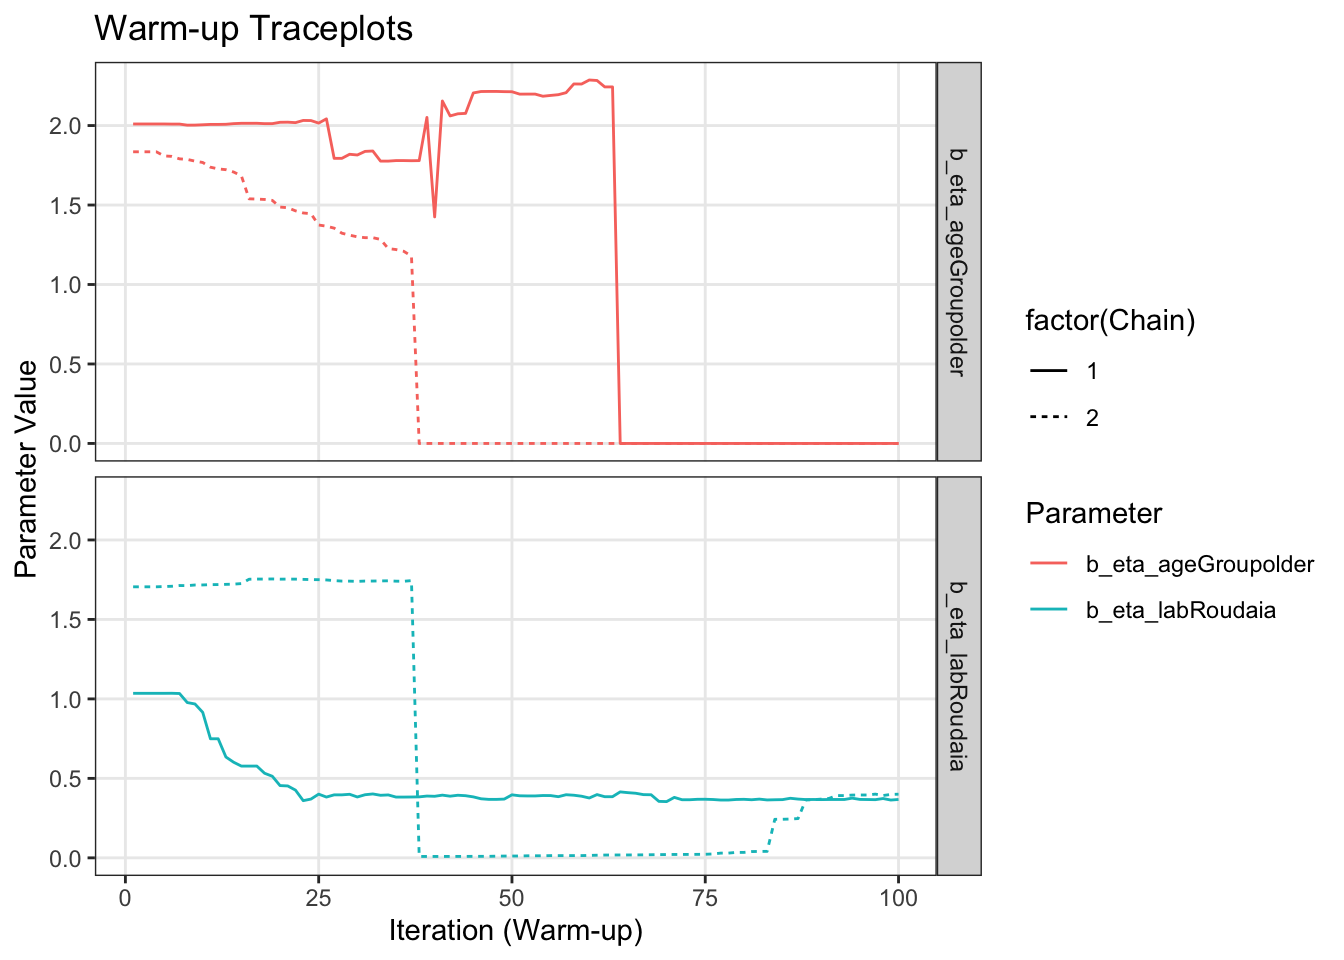 Warm-up Traceplots
Parameter Value
2.0
1.5
1.0
0.5
0.0
b_eta_ageGroupolder
2.0
1.5
1.0
0.5
0.0
b_eta_labRoudaia
0 25 50 75 100
Iteration (Warm-up)
factor(Chain)
1
2
Parameter
b_eta_ageGroupolder
b_eta_labRoudaia